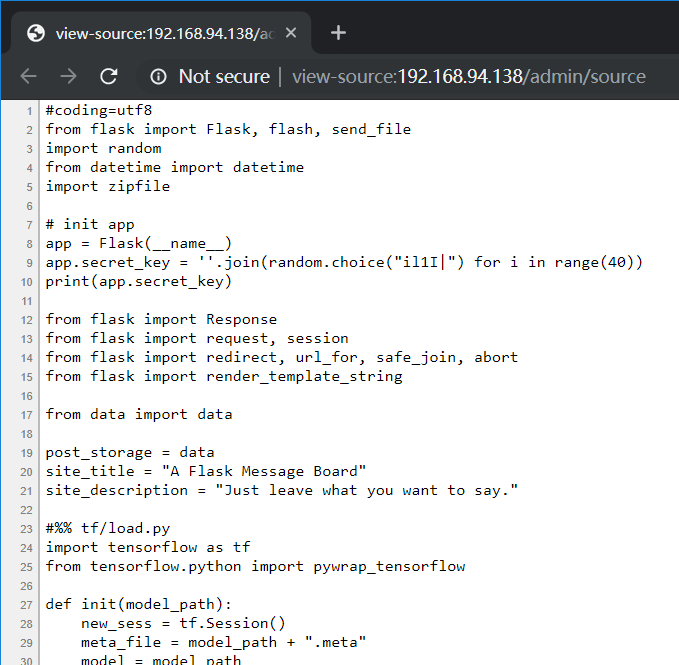 view-source:192.168.94.138/ad
Not secure | view-source:192.168.94.138/admin/source
1 #coding=utf8
2 from flask import Flask, flash, send_file
3 import random
4 from datetime import datetime
5 import zipfile
6
7 # init app
8 app = Flask(__name__)
9 app.secret_key = ''.join(random.choice("il1I|") for i in range(40))
10 print(app.secret_key)
11
12 from flask import Response
13 from flask import request, session
14 from flask import redirect, url_for, safe_join, abort
15 from flask import render_template_string
16
17 from data import data
18
19 post_storage = data
20 site_title = "A Flask Message Board"
21 site_description = "Just leave what you want to say."
22
23 #%% tf/load.py
24 import tensorflow as tf
25 from tensorflow.python import pywrap_tensorflow
26
27 def init(model_path):
28     new_sess = tf.Session()
29     meta_file = model_path + ".meta"
30     model = model_path